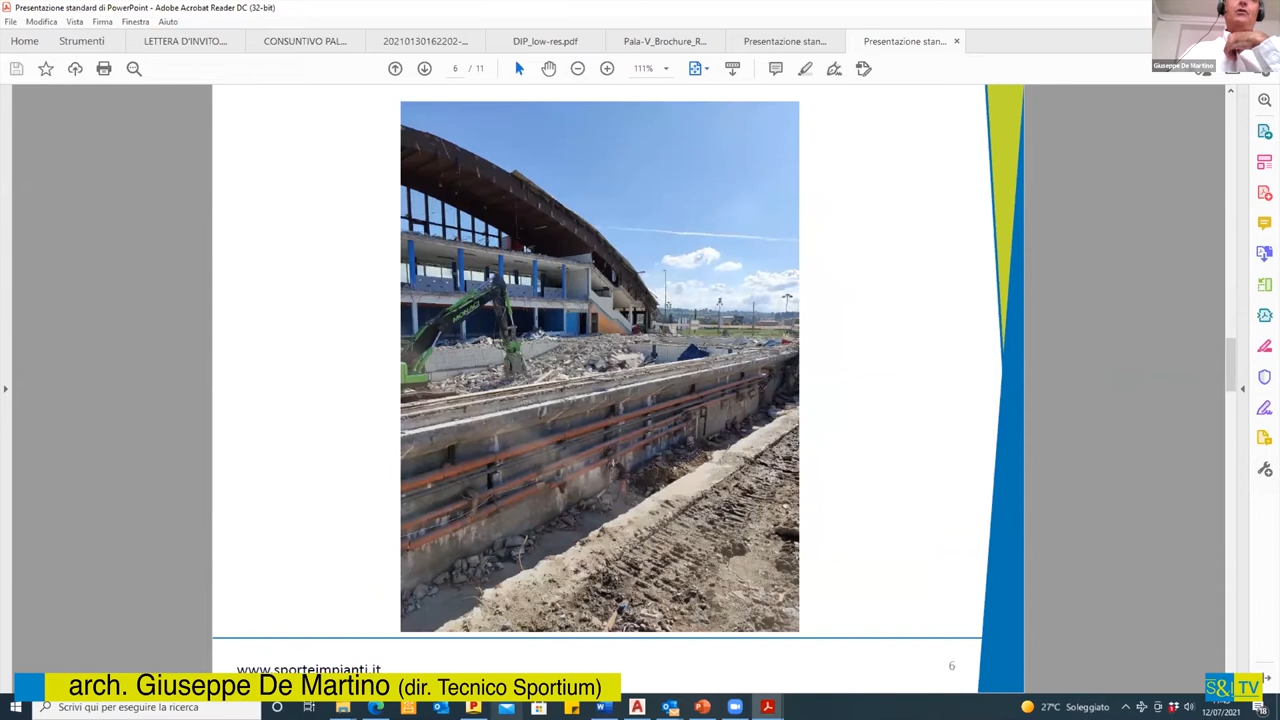 Presentazione standard di PowerPoint - Adobe Acrobat Reader DC (32-bit)
File Modifica Vista Firma Finestra Aiuto
Home Strumenti LETTERA D'INVITO.... CONSUNTIVO PAL... 20210130162202-... DIP_low-res.pdf Pala-V_Brochure_R... Presentazione stan... Presentazione stan...
6 / 11 111%
Giuseppe De Martino
www.sporteimpianti.it
6
arch. Giuseppe De Martino (dir. Tecnico Sportium)
S&I TV
Scrivi qui per eseguire la ricerca
27°C Soleggiato
12/07/2021
18